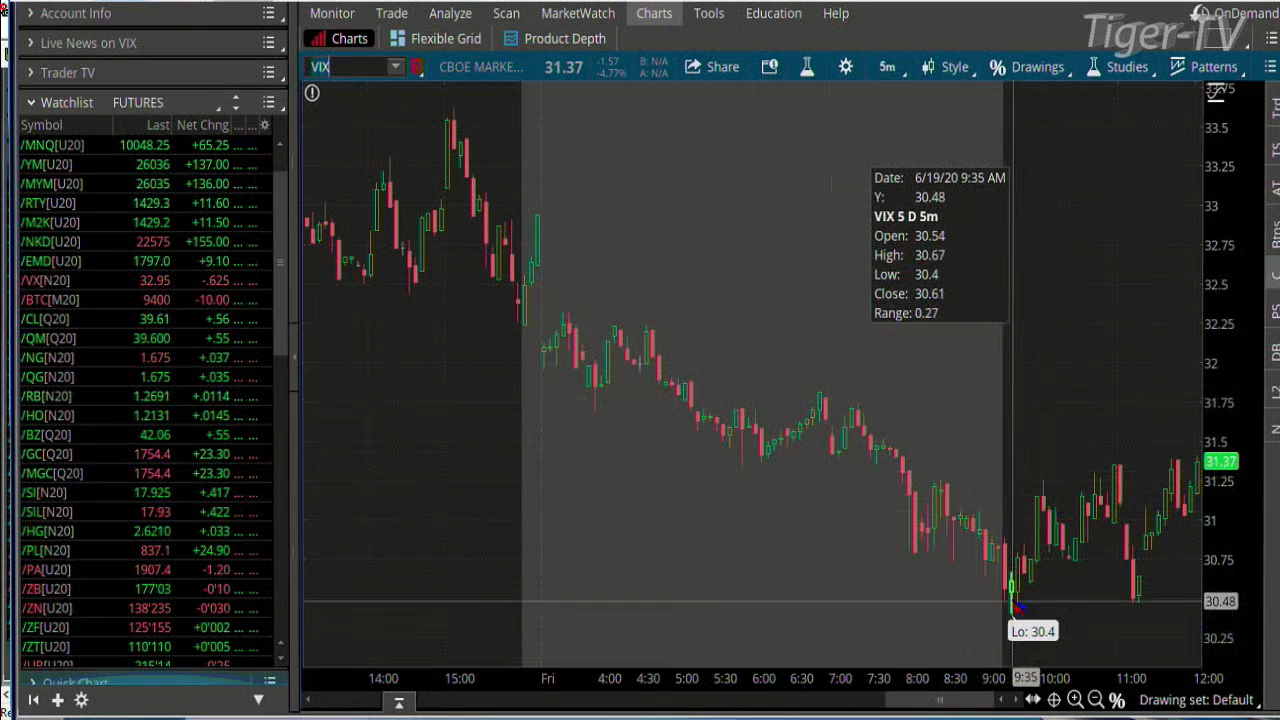 Account Info
Live News on VIX
Trader TV
Watchlist FUTURES
Symbol Last Net Chng ... ...
/MNQ[U20] 10048.25 +65.25
/YM[U20] 26036 +137.00 ... ...
/MYM[U20] 26035 +136.00 ... ...
/RTY[U20] 1429.3 +11.60 ... ...
/M2K[U20] 1429.2 +11.50 ... ...
/NKD[U20] 22575 +155.00 ... ...
/EMD[U20] 1797.0 +9.10 ... ...
/VX[N20] 32.95 -.625 ... ...
/BTC[M20] 9400 -10.00 ... ...
/CL[Q20] 39.61 +.56 ... ...
/QM[Q20] 39.600 +.55 ... ...
/NG[N20] 1.675 +.037 ... ...
/QG[N20] 1.675 +.035 ... ...
/RB[N20] 1.2691 +.0114 ... ...
/HO[N20] 1.2131 +.0145 ... ...
/BZ[Q20] 42.06 +.55 ... ...
/GC[Q20] 1754.4 +23.30 ... ...
/MGC[Q20] 1754.4 +23.30 ... ...
/SI[N20] 17.925 +.417 ... ...
/SIL[N20] 17.93 +.422 ... ...
/HG[N20] 2.6210 +.033 ... ...
/PL[N20] 837.1 +24.90 ... ...
/PA[U20] 1907.4 -1.20 ... ...
/ZB[U20] 177'03 -0'10 ... ...
/ZN[U20] 138'235 -0'030 ... ...
/ZF[U20] 125'155 +0'002 ... ...
/ZT[U20] 110'110 +0'005 ... ...
Quick Chart
Monitor Trade Analyze Scan MarketWatch Charts Tools Education Help OnDemand
Tiger-TV
Charts Flexible Grid Product Depth
VIX CBOE MARKE... 31.37 -1.57 B: N/A Share 5m Style % Drawings Studies Patterns
-4.77% A: N/A
Date: 6/19/20 9:35 AM
Y: 30.48
VIX 5 D 5m
Open: 30.54
High: 30.67
Low: 30.4
Close: 30.61
Range: 0.27
Lo: 30.4
33.75
33.5
33.25
33
32.75
32.5
32.25
32
31.75
31.5
31.37
31.25
31
30.75
30.48
30.25
14:00 15:00 Fri 4:00 4:30 5:00 5:30 6:00 6:30 7:00 7:30 8:00 8:30 9:00 9:35 10:00 11:00 12:00
% Drawing set: Default
Trd
TS
AT
PS
DB
L2
N